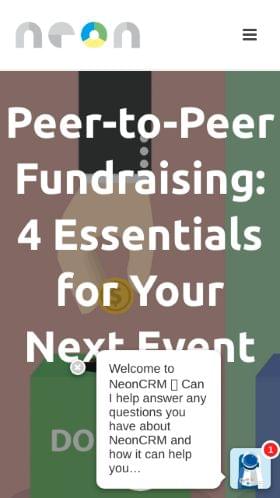 neon
Peer-to-Peer
Fundraising:
4 Essentials
for Your
Next Event
Welcome to
NeonCRM ▯ Can
I help answer any
questions you
have about
NeonCRM and
how it can help
you…
DO
1